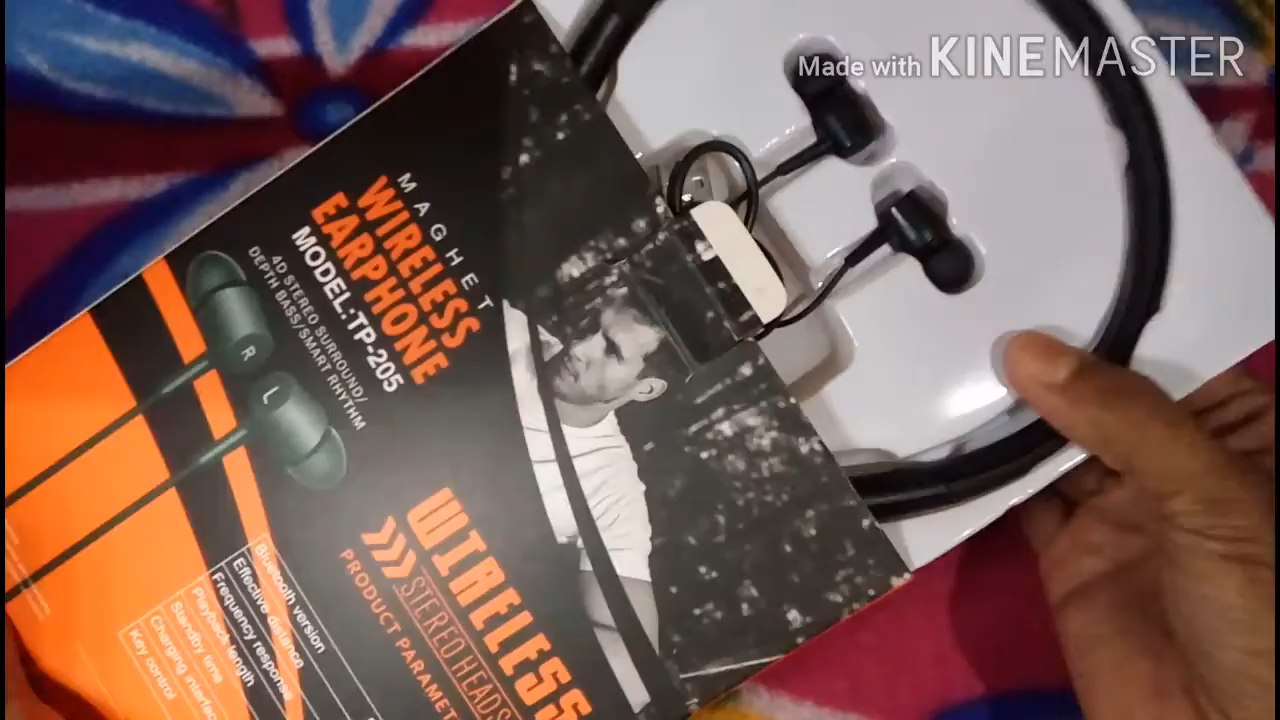 Made with KINEMASTER
MAGHET
WIRELESS
EARPHONE
MODEL:TP-205
4D STEREO SURROUND/
DEPTH BASS/SMART RHYTHM
R
L
WIRELESS
STEREO HEADS
PRODUCT PARAMET
Bluetooth version
Effective distance
Frequency response
Playback length
Standby time
Charging interfac
Key control